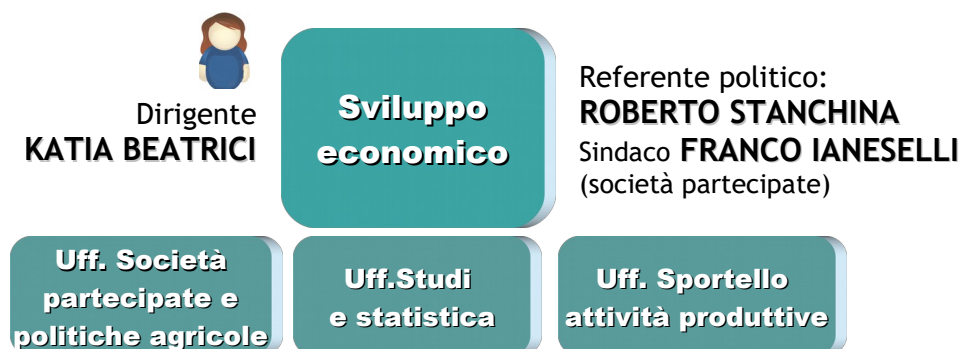 Dirigente
KATIA BEATRICI
Sviluppo
economico
Referente politico:
ROBERTO STANCHINA
Sindaco FRANCO IANESELLI
(società partecipate)
Uff. Società
partecipate e
politiche agricole
Uff.Studi
e statistica
Uff. Sportello
attività produttive